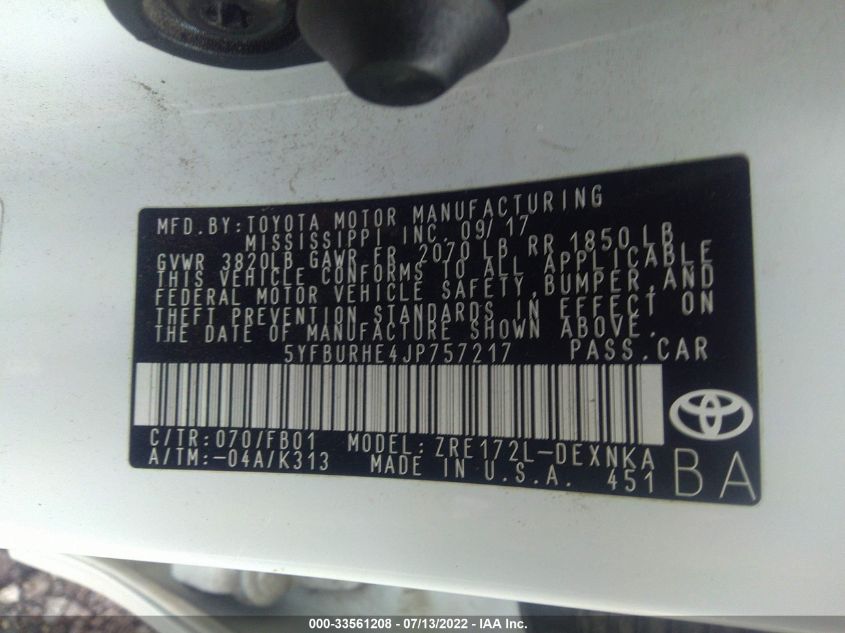 MFD.BY:TOYOTA MOTOR MANUFACTURING
MISSISSIPPI INC. 09/17
GVWR 3820LB GAWR FR 2070 LB RR 1850 LB
THIS VEHICLE CONFORMS TO ALL APPLICABLE
FEDERAL MOTOR VEHICLE SAFETY, BUMPER, AND
THEFT PREVENTION STANDARDS IN EFFECT ON
THE DATE OF MANUFACTURE SHOWN ABOVE.
5YFBURHE4JP757217 PASS.CAR
C/TR:070/FB01 MODEL:ZRE172L-DEXNKA
A/TM:-04A/K313 MADE IN U.S.A. 451 BA
000-33561208 - 07/13/2022 - IAA Inc.